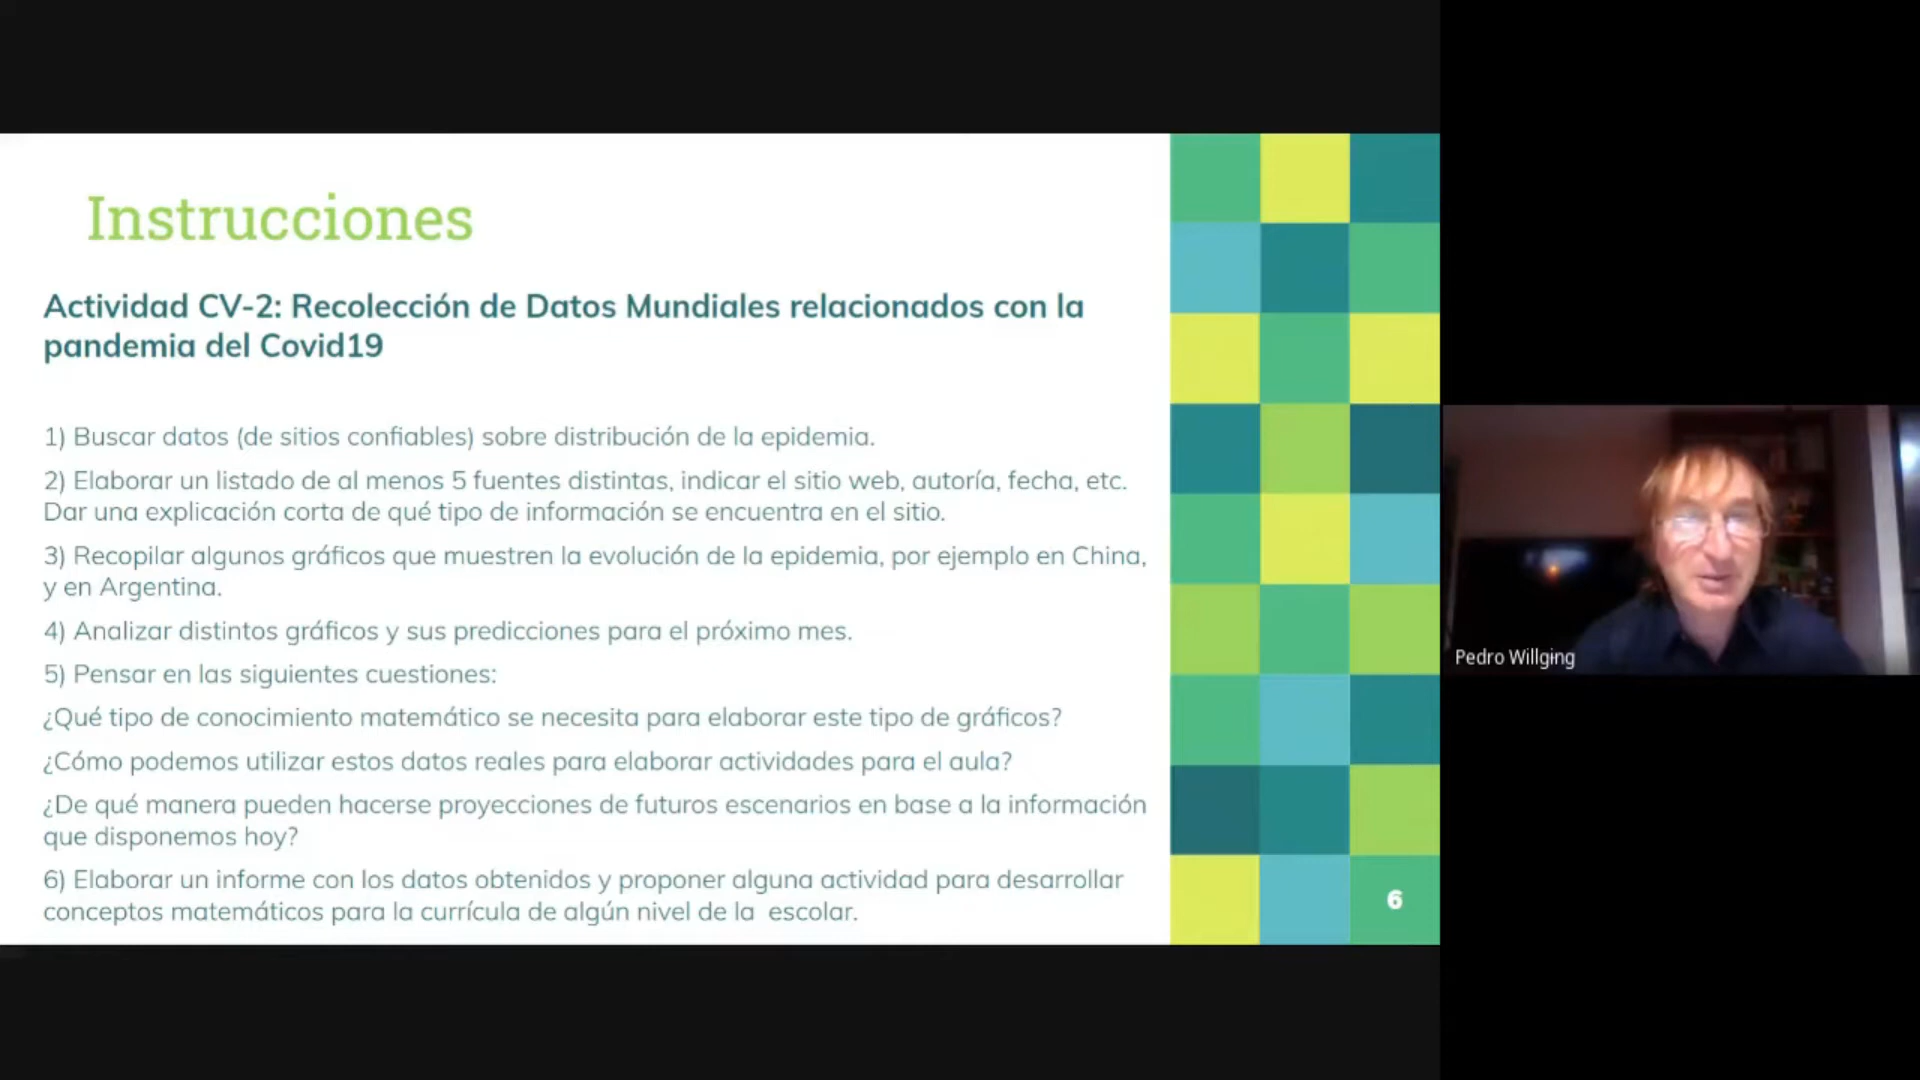 Instrucciones
Actividad CV-2: Recolección de Datos Mundiales relacionados con la
pandemia del Covid19
1) Buscar datos (de sitios confiables) sobre distribución de la epidemia.
2) Elaborar un listado de al menos 5 fuentes distintas, indicar el sitio web, autoría, fecha, etc.
Dar una explicación corta de qué tipo de información se encuentra en el sitio.
3) Recopilar algunos gráficos que muestren la evolución de la epidemia, por ejemplo en China,
y en Argentina.
4) Analizar distintos gráficos y sus predicciones para el próximo mes.
5) Pensar en las siguientes cuestiones:
¿Qué tipo de conocimiento matemático se necesita para elaborar este tipo de gráficos?
¿Cómo podemos utilizar estos datos reales para elaborar actividades para el aula?
¿De qué manera pueden hacerse proyecciones de futuros escenarios en base a la información
que disponemos hoy?
6) Elaborar un informe con los datos obtenidos y proponer alguna actividad para desarrollar
conceptos matemáticos para la currícula de algún nivel de la  escolar.
6
Pedro Willging